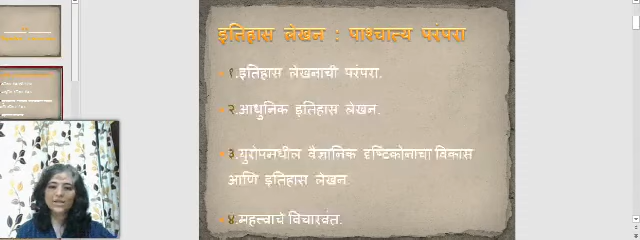 इतिहास लेखन : पाश्चात्य परंपरा
१.इतिहास लेखनाची परंपरा.
२.आधुनिक इतिहास लेखन.
३.युरोपमधील वैज्ञानिक दृष्टिकोनाचा विकास
आणि इतिहास लेखन.
४.महत्त्वाचे विचारवंत.